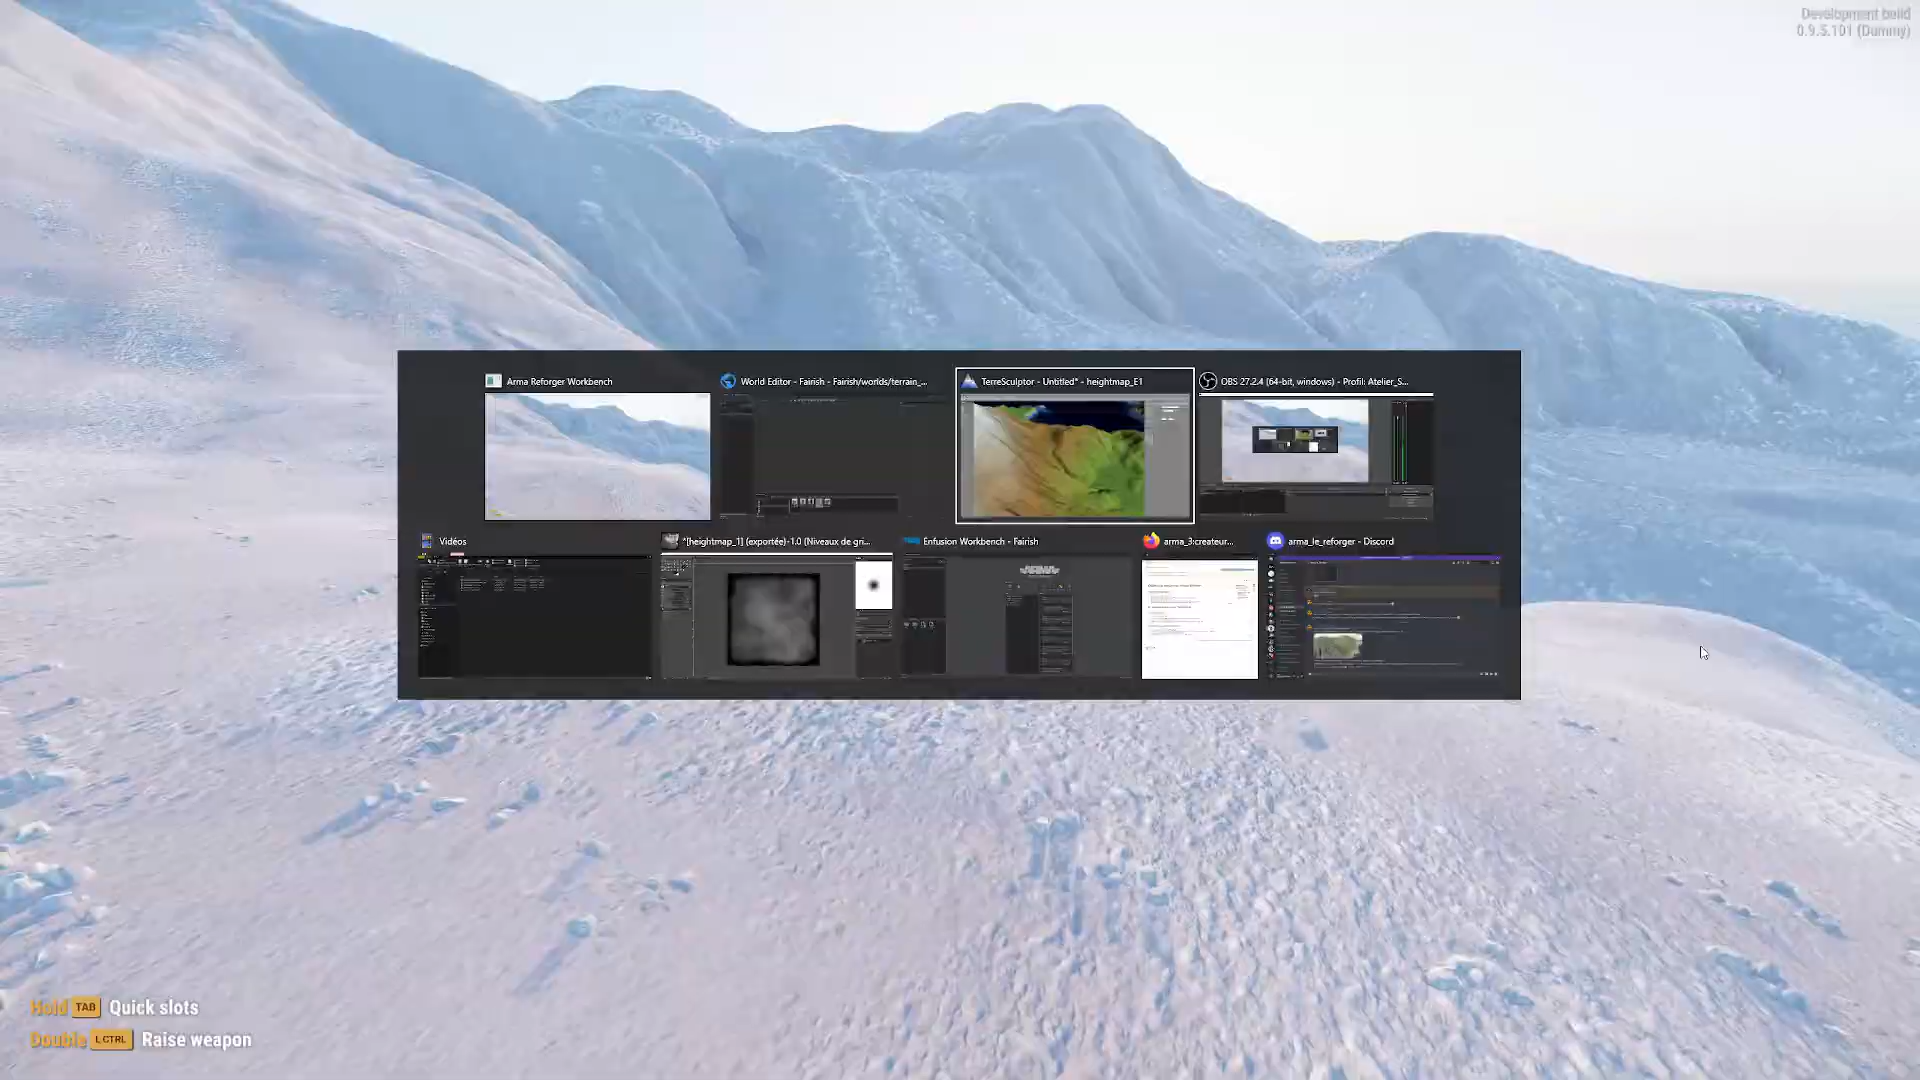 Development build
0.9.5.101 (Dummy)
Arma Reforger Workbench
World Editor - Fairish - Fairish/worlds/terrain_...
TerreSculptor - Untitled* - heightmap_E1
OBS 27.2.4 (64-bit, windows) - Profil: Atelier_S...
Vidéos
*[heightmap_1] (exportée)-1.0 (Niveaux de gri...
Enfusion Workbench - Fairish
arma_3:createur...
arma_le_reforger - Discord
Hold TAB Quick slots
Double L CTRL Raise weapon